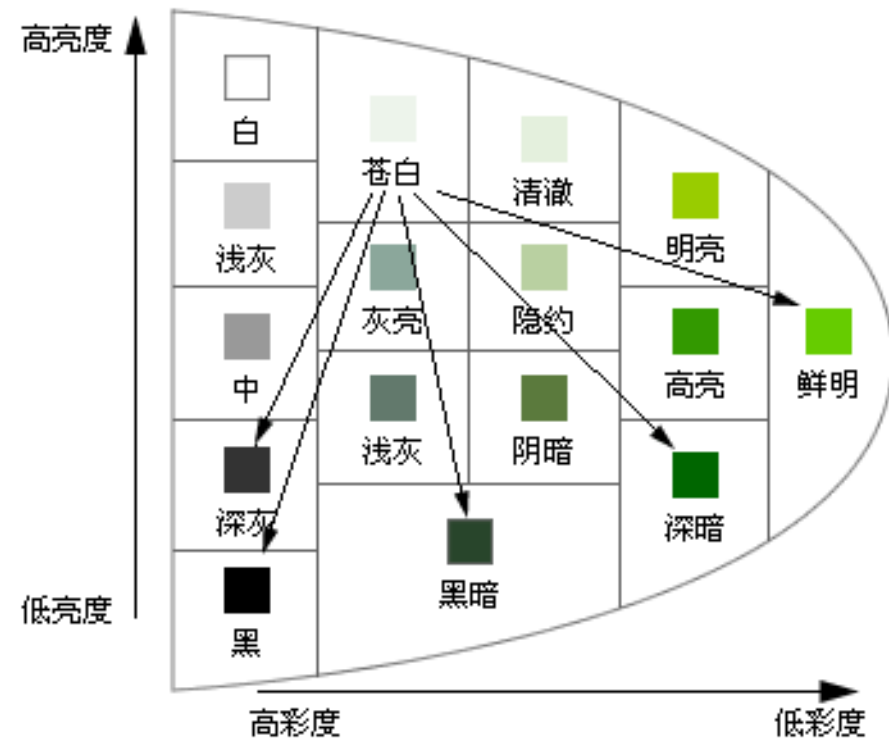 高亮度
白
苍白
清澈
明亮
浅灰
灰亮
隐约
高亮
鲜明
中
浅灰
阴暗
深灰
深暗
黑暗
低亮度
黑
高彩度
低彩度